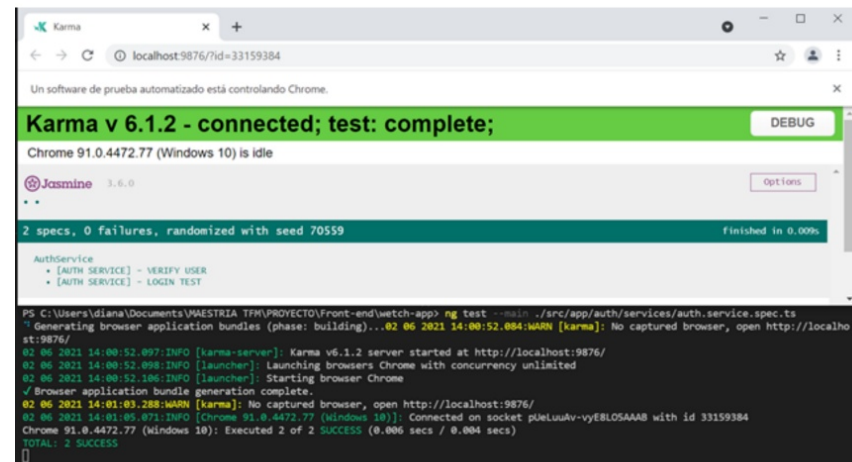 Karma
localhost:9876/?id=33159384
Un software de prueba automatizado está controlando Chrome.
Karma v 6.1.2 - connected; test: complete;
DEBUG
Chrome 91.0.4472.77 (Windows 10) is idle
Jasmine 3.6.0
Options
2 specs, 0 failures, randomized with seed 70559
finished in 0.009s
AuthService
• [AUTH SERVICE] - VERIFY USER
• [AUTH SERVICE] - LOGIN TEST
PS C:\Users\diana\Documents\MAESTRIA TFM\PROYECTO\Front-end\wetch-app> ng test --main ./src/app/auth/services/auth.service.spec.ts
Generating browser application bundles (phase: building)...02 06 2021 14:00:52.084:WARN [karma]: No captured browser, open http://localho
st:9876/
02 06 2021 14:00:52.097:INFO [karma-server]: Karma v6.1.2 server started at http://localhost:9876/
02 06 2021 14:00:52.098:INFO [launcher]: Launching browsers Chrome with concurrency unlimited
02 06 2021 14:00:52.106:INFO [launcher]: Starting browser Chrome
√ Browser application bundle generation complete.
02 06 2021 14:01:03.288:WARN [karma]: No captured browser, open http://localhost:9876/
02 06 2021 14:01:05.071:INFO [Chrome 91.0.4472.77 (Windows 10)]: Connected on socket pUeLuuAv-vyE8LO5AAAB with id 33159384
Chrome 91.0.4472.77 (Windows 10): Executed 2 of 2 SUCCESS (0.006 secs / 0.004 secs)
TOTAL: 2 SUCCESS